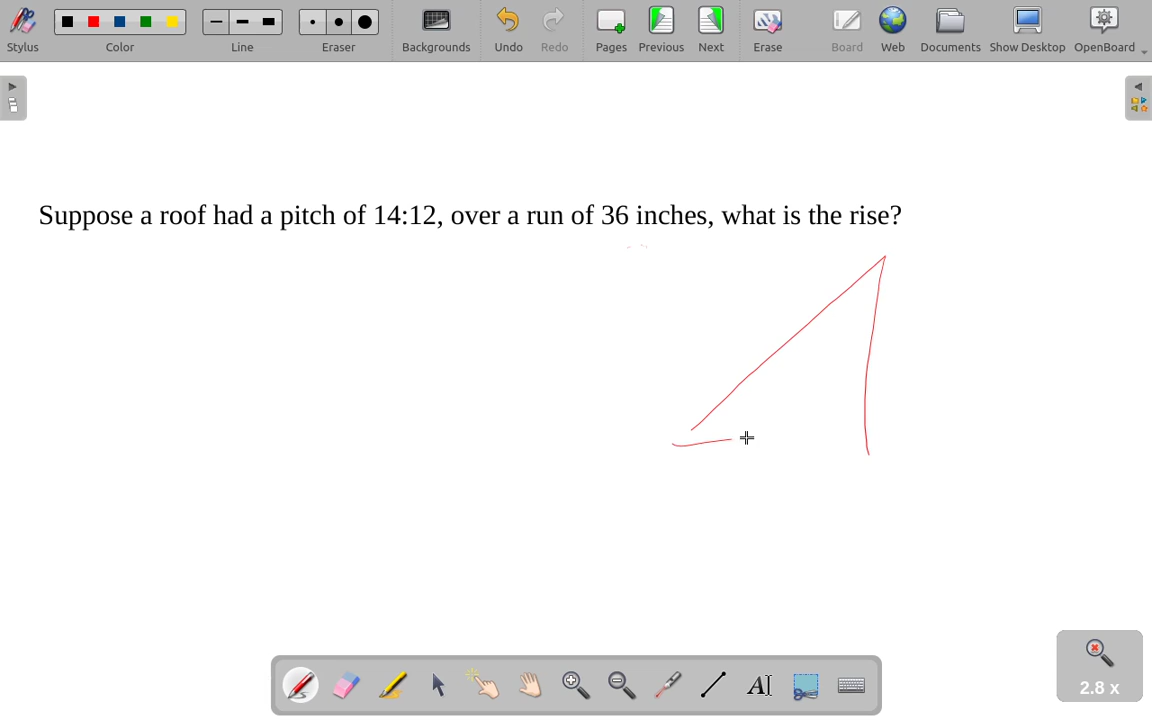 Stylus Color Line Eraser Backgrounds Undo Redo Pages Previous Next Erase Board Web Documents Show Desktop OpenBoard
Suppose a roof had a pitch of 14:12, over a run of 36 inches, what is the rise?
AI
2.8 x